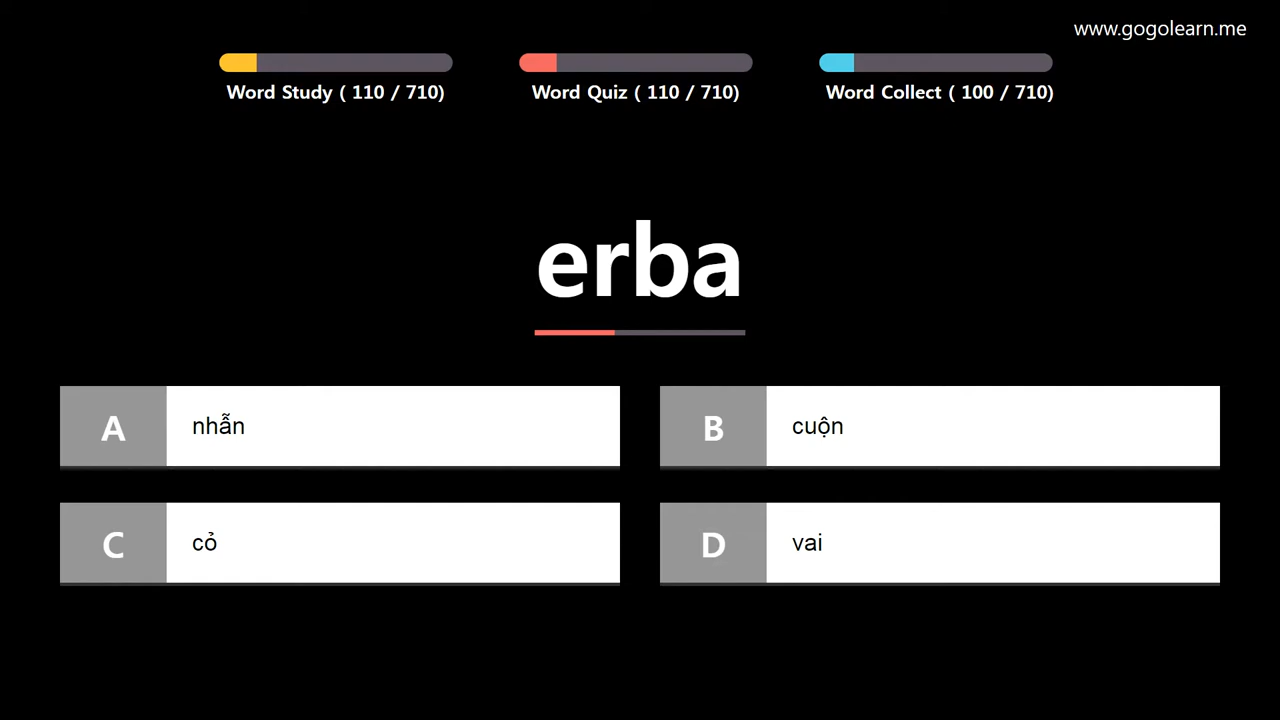 www.gogolearn.me
Word Study ( 110 / 710)
Word Quiz ( 110 / 710)
Word Collect ( 100 / 710)
erba
A nhẫn
B cuộn
C cỏ
D vai